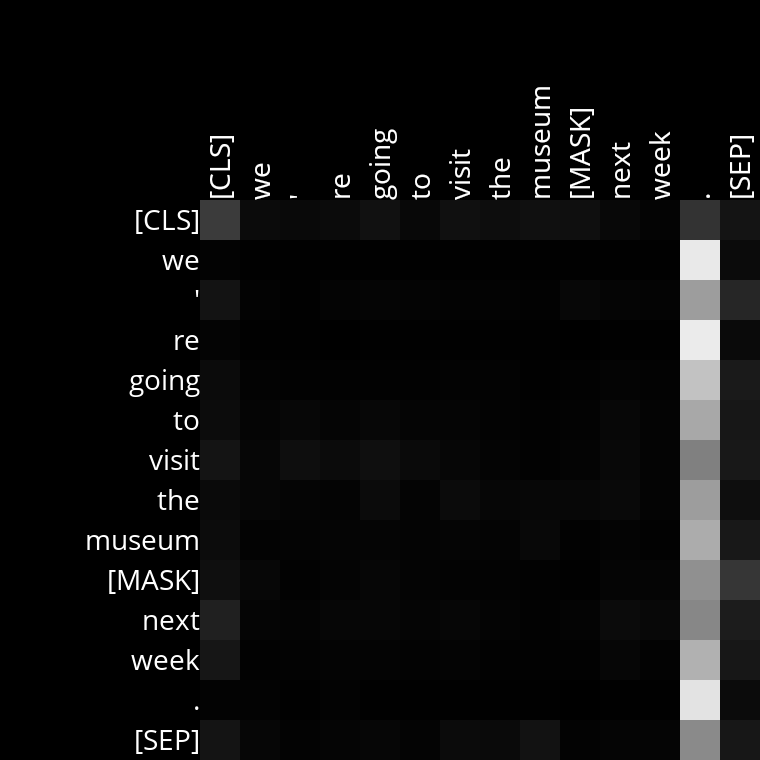 [CLS] we ' re going to visit the museum [MASK] next week . [SEP]
[CLS]
we
'
re
going
to
visit
the
museum
[MASK]
next
week
.
[SEP]